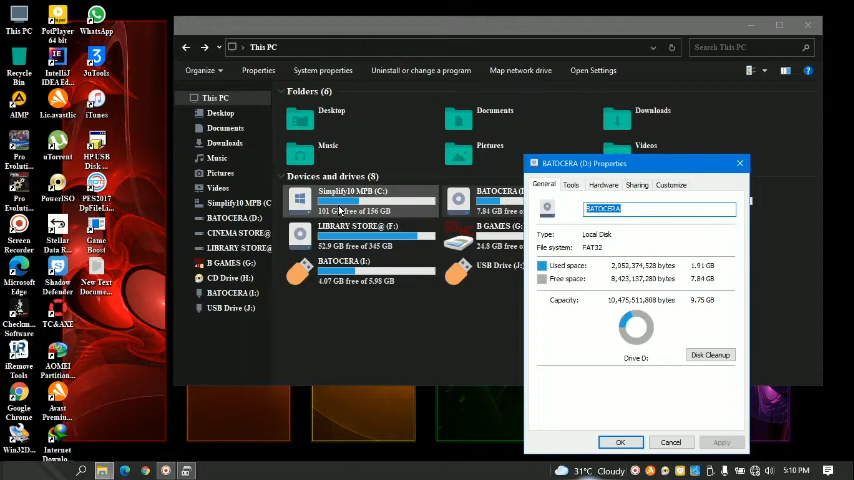 This PC
PotPlayer
64 bit
WhatsApp
Recycle
Bin
IntelliJ
IDEA Ed...
3uTools
AIMP
Lic.avastlic
iTunes
Pro
Evoluti...
uTorrent
HP USB
Disk ...
Pro
Evoluti...
PowerISO
PES2017
DpFileLi...
Screen
Recorder
Stellar
Data Re...
Game
Boost
Microsoft
Edge
Shadow
Defender
New Text
Docume...
Checkm...
Software
TC&AXE
iRemove
Tools
AOMEI
Partition...
Google
Chrome
Avast
Premiu...
Win32D...
Internet
Downlo...
This PC
Search This PC
Organize
Properties
System properties
Uninstall or change a program
Map network drive
Open Settings
This PC
Desktop
Documents
Downloads
Music
Pictures
Videos
Simplify10 MPB (C
BATOCERA (D:)
CINEMA STORE@
LIBRARY STORE@
B GAMES (G:)
CD Drive (H:)
BATOCERA (I:)
USB Drive (J:)
Folders (6)
Desktop
Documents
Downloads
Music
Pictures
Videos
Devices and drives (8)
Simplify10 MPB (C:)
101 GB free of 156 GB
BATOCERA (D
7.84 GB free
LIBRARY STORE@ (F:)
52.9 GB free of 345 GB
B GAMES (G:
24.8 GB free
BATOCERA (I:)
4.07 GB free of 5.98 GB
USB Drive (J:
BATOCERA (D:) Properties
General
Tools
Hardware
Sharing
Customize
BATOCERA
Type:
Local Disk
File system:
FAT32
Used space:
2,052,374,528 bytes
1.91 GB
Free space:
8,423,137,280 bytes
7.84 GB
Capacity:
10,475,511,808 bytes
9.75 GB
Drive D:
Disk Cleanup
OK
Cancel
Apply
31°C Cloudy
5:10 PM